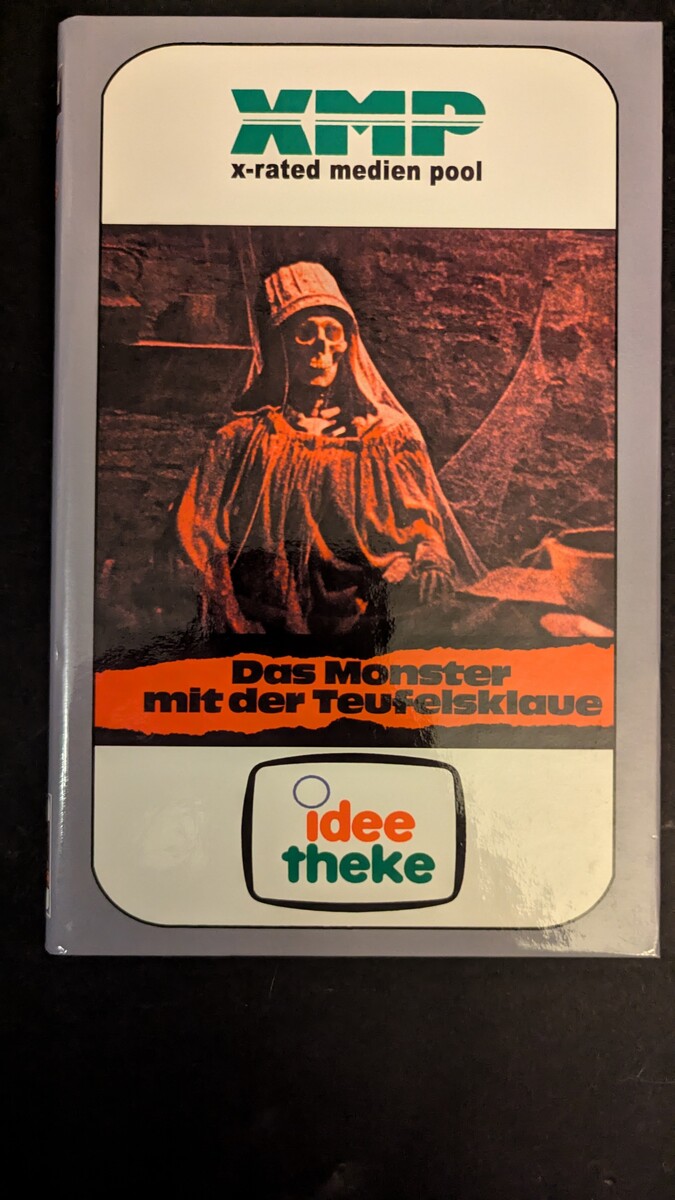 XMP
x-rated medien pool
Das Monster
mit der Teufelsklaue
idee
theke